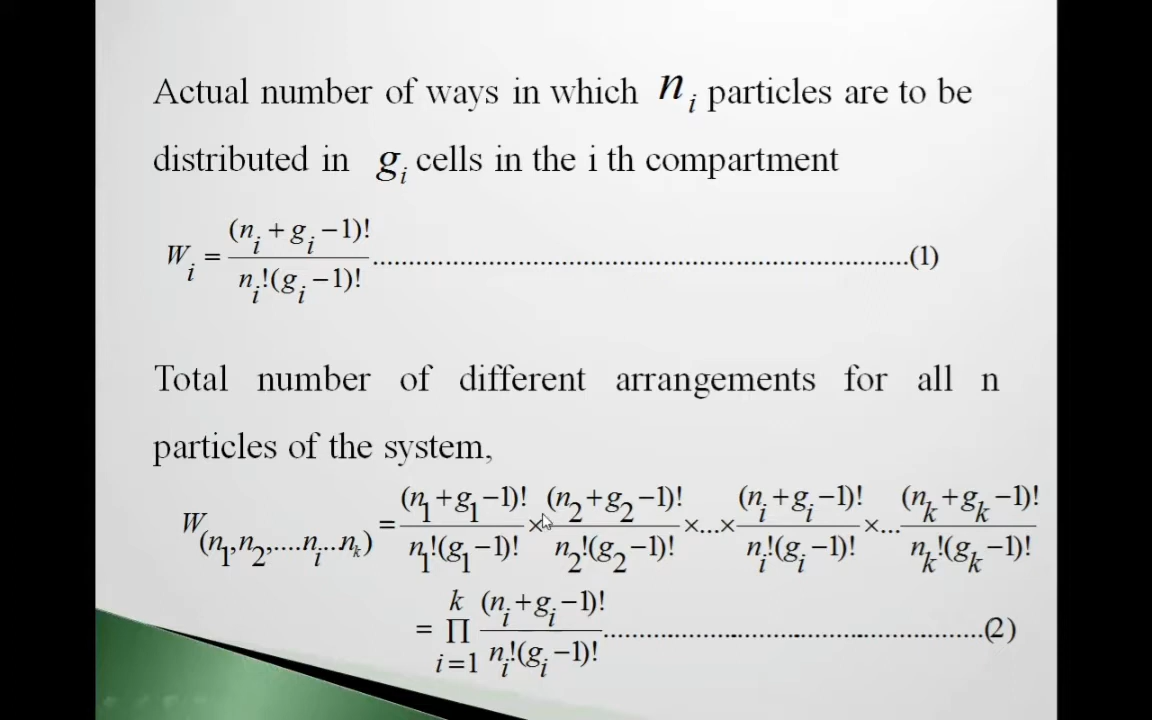 Actual number of ways in which n_i particles are to be
distributed in g_i cells in the i th compartment
W_i = (n_i + g_i − 1)! / n_i!(g_i − 1)! ..........................................................................(1)
Total number of different arrangements for all n
particles of the system,
W_(n_1,n_2,....n_i...n_k) = (n_1 + g_1 − 1)! / n_1!(g_1 − 1)! × (n_2 + g_2 − 1)! / n_2!(g_2 − 1)! ×...× (n_i + g_i − 1)! / n_i!(g_i − 1)! ×... (n_k + g_k − 1)! / n_k!(g_k − 1)!
= ∏_{i=1}^{k} (n_i + g_i − 1)! / n_i!(g_i − 1)! .....................................................(2)